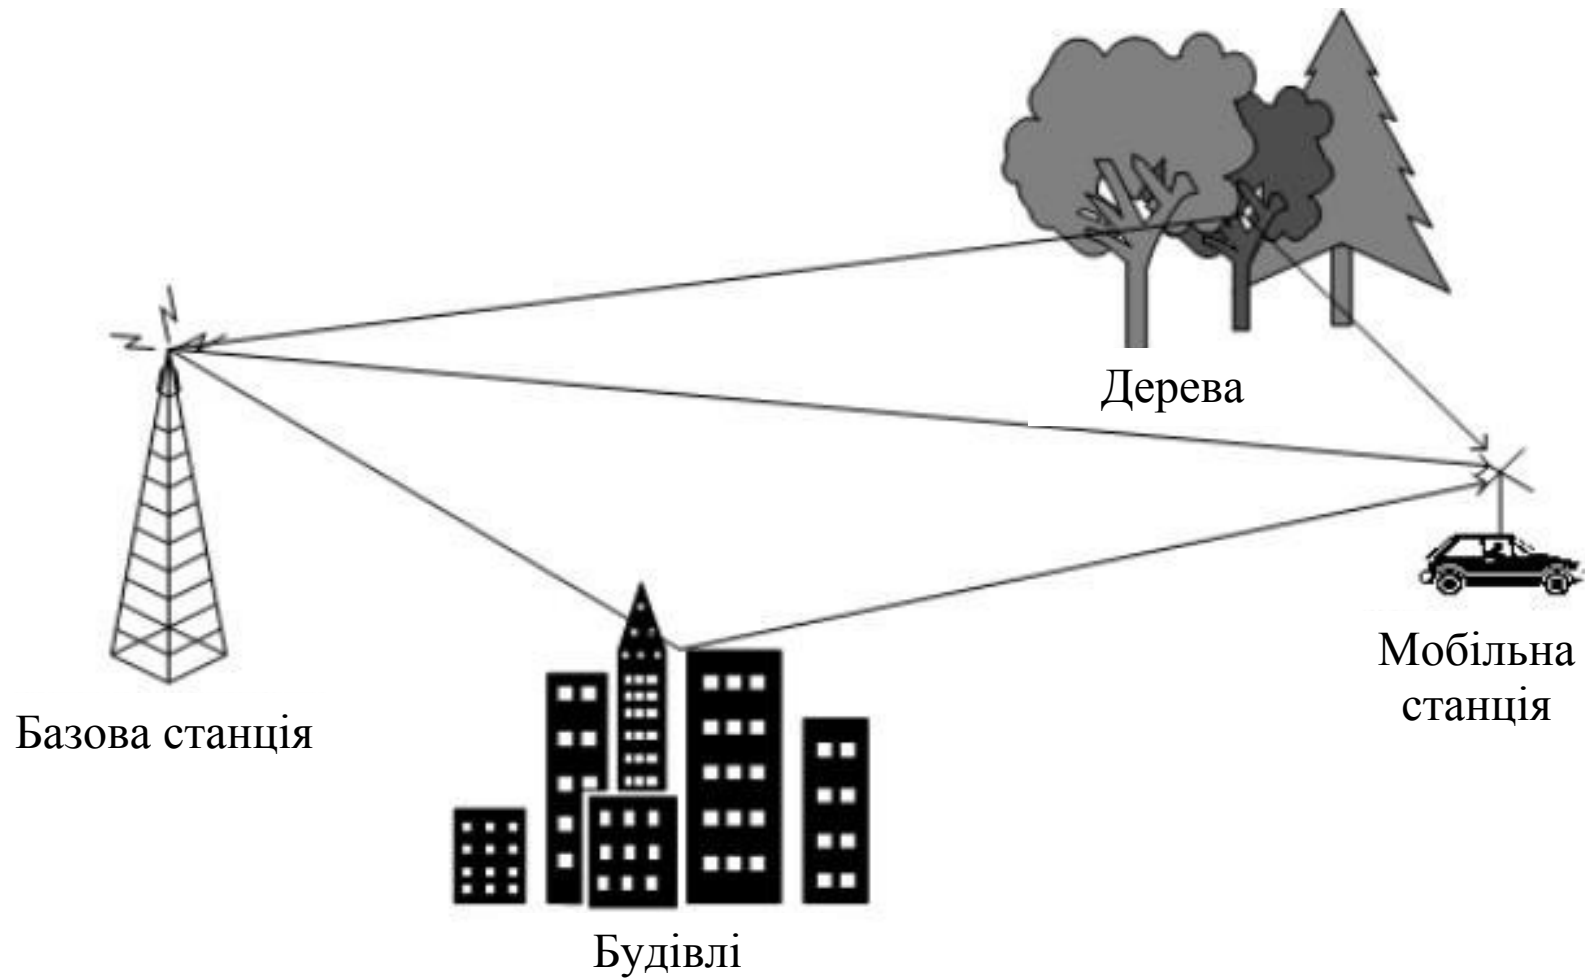 Дерева
Мобільна
станція
Базова станція
Будівлі